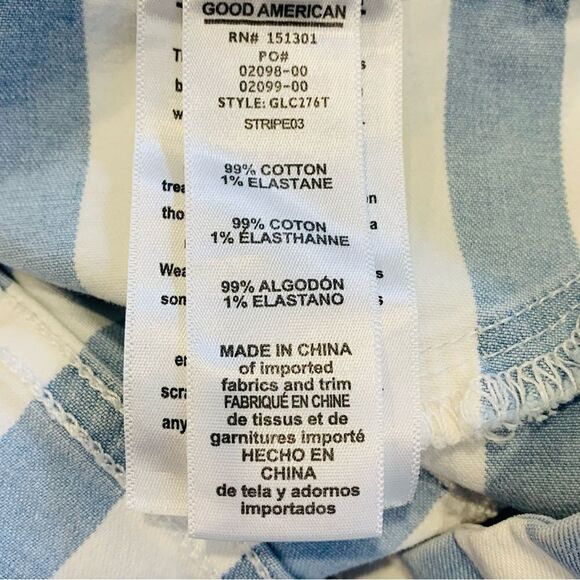 GOOD AMERICAN
RN# 151301
PO#
02098-00
02099-00
STYLE: GLC276T
STRIPE03
99% COTTON
1% ELASTANE
99% COTON
1% ÉLASTHANNE
99% ALGODÓN
1% ELASTANO
MADE IN CHINA
of imported
fabrics and trim
FABRIQUÉ EN CHINE
de tissus et de
garnitures importé
HECHO EN
CHINA
de tela y adornos
importados